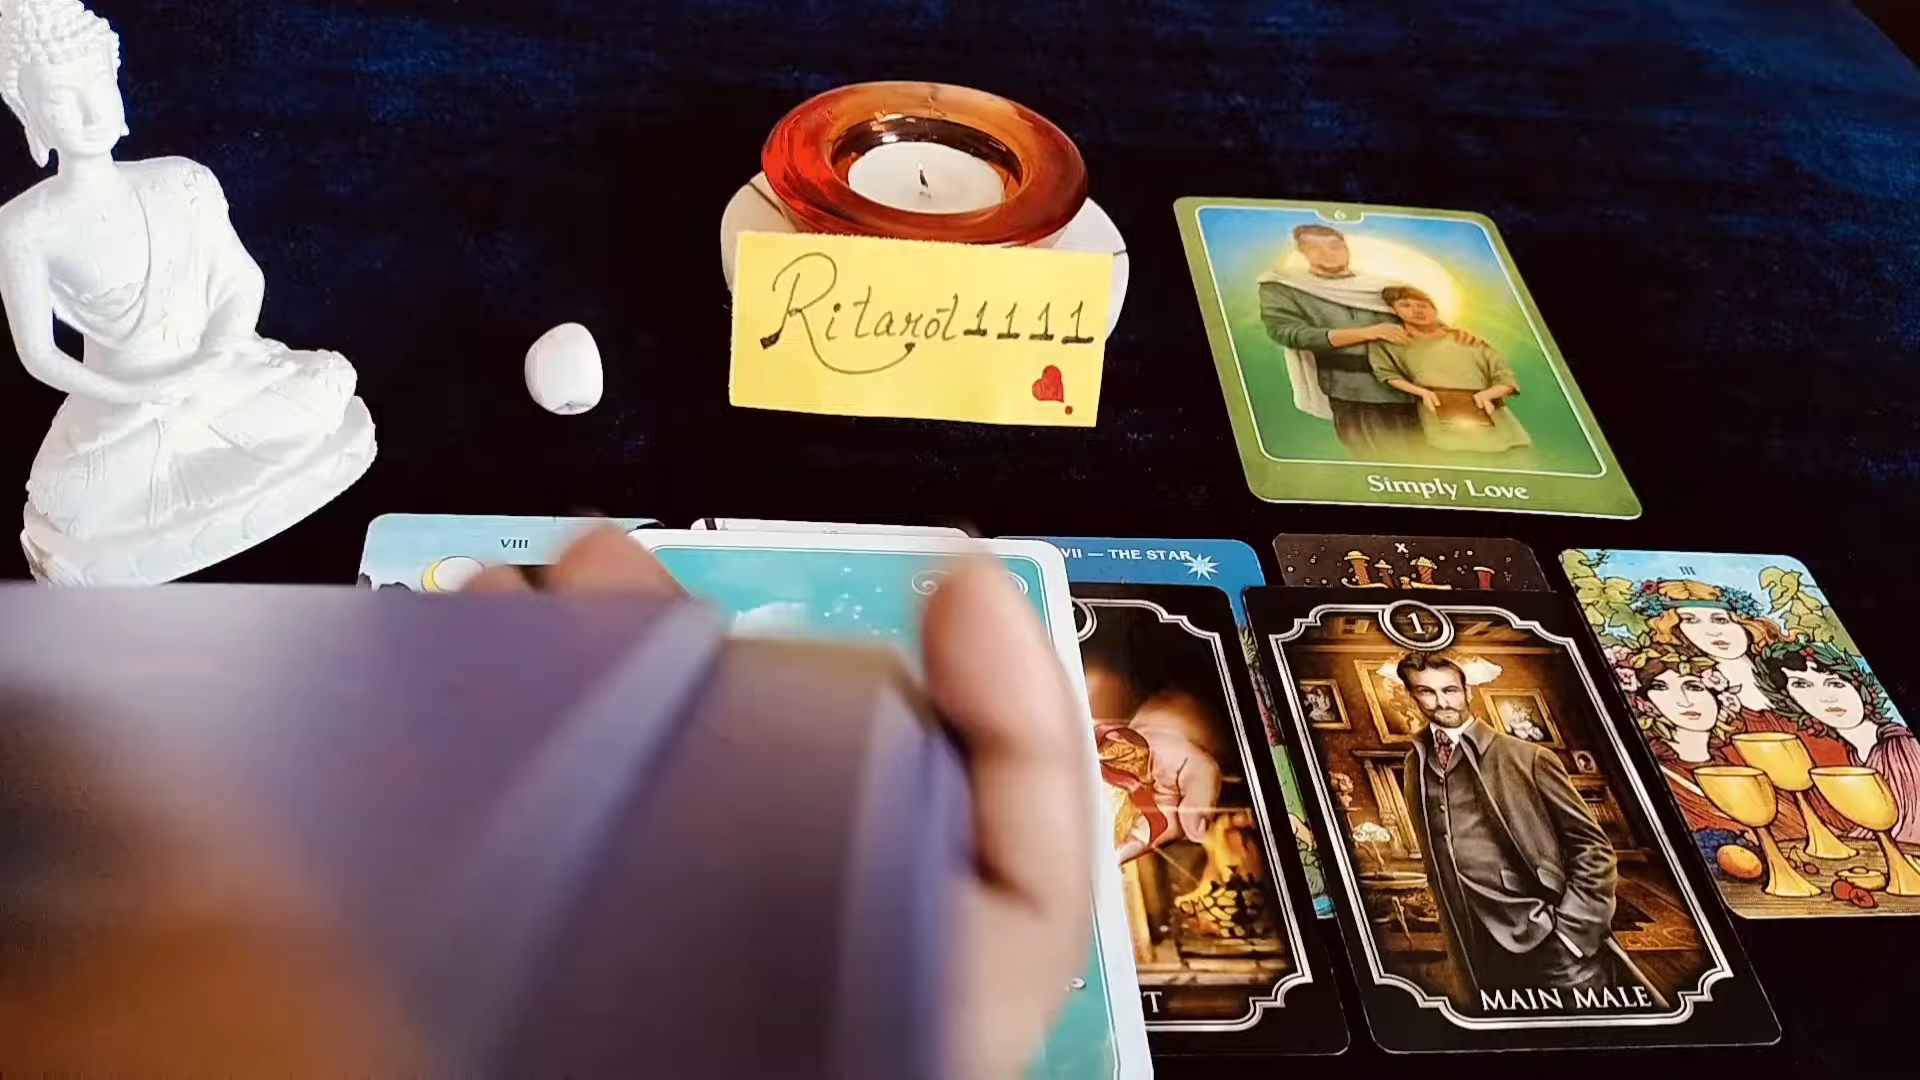 Ritarot1111
6
Simply Love
VIII
VII — THE STAR
X
III
1
T
MAIN MALE